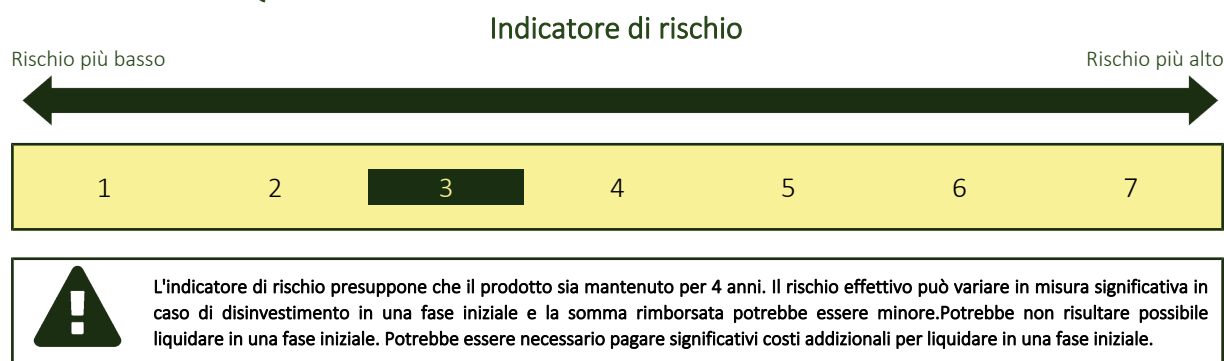 Indicatore di rischio
Rischio più basso
Rischio più alto
1 2 3 4 5 6 7
L'indicatore di rischio presuppone che il prodotto sia mantenuto per 4 anni. Il rischio effettivo può variare in misura significativa in
caso di disinvestimento in una fase iniziale e la somma rimborsata potrebbe essere minore.Potrebbe non risultare possibile
liquidare in una fase iniziale. Potrebbe essere necessario pagare significativi costi addizionali per liquidare in una fase iniziale.